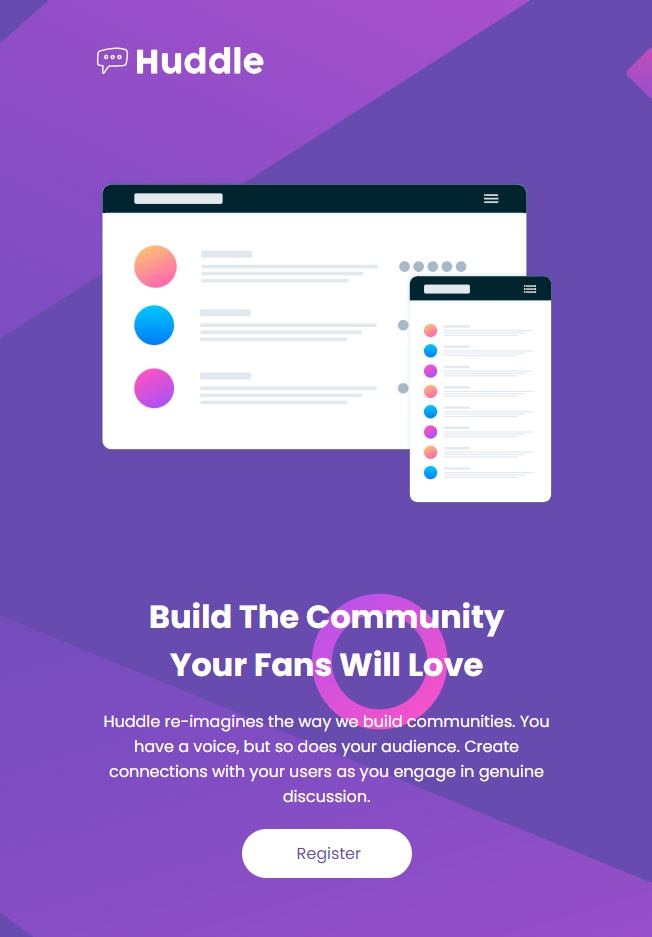 Huddle
Build The Community
Your Fans Will Love
Huddle re-imagines the way we build communities. You
have a voice, but so does your audience. Create
connections with your users as you engage in genuine
discussion.
Register